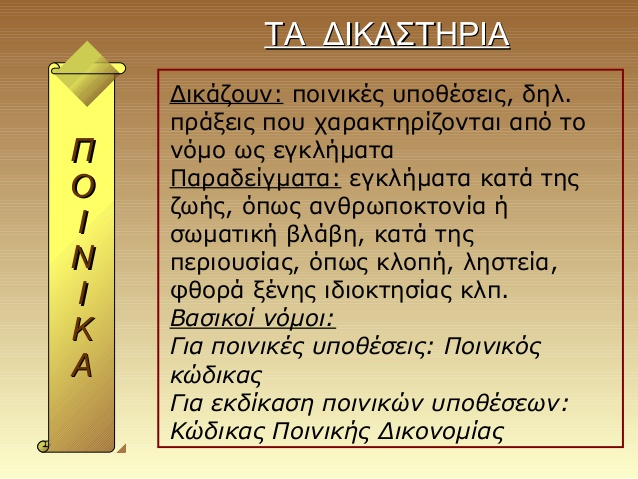 ΤΑ ΔΙΚΑΣΤΗΡΙΑ
Π
Ο
Ι
Ν
Ι
Κ
Α
Δικάζουν: ποινικές υποθέσεις, δηλ.
πράξεις που χαρακτηρίζονται από το
νόμο ως εγκλήματα
Παραδείγματα: εγκλήματα κατά της
ζωής, όπως ανθρωποκτονία ή
σωματική βλάβη, κατά της
περιουσίας, όπως κλοπή, ληστεία,
φθορά ξένης ιδιοκτησίας κλπ.
Βασικοί νόμοι:
Για ποινικές υποθέσεις: Ποινικός
κώδικας
Για εκδίκαση ποινικών υποθέσεων:
Κώδικας Ποινικής Δικονομίας